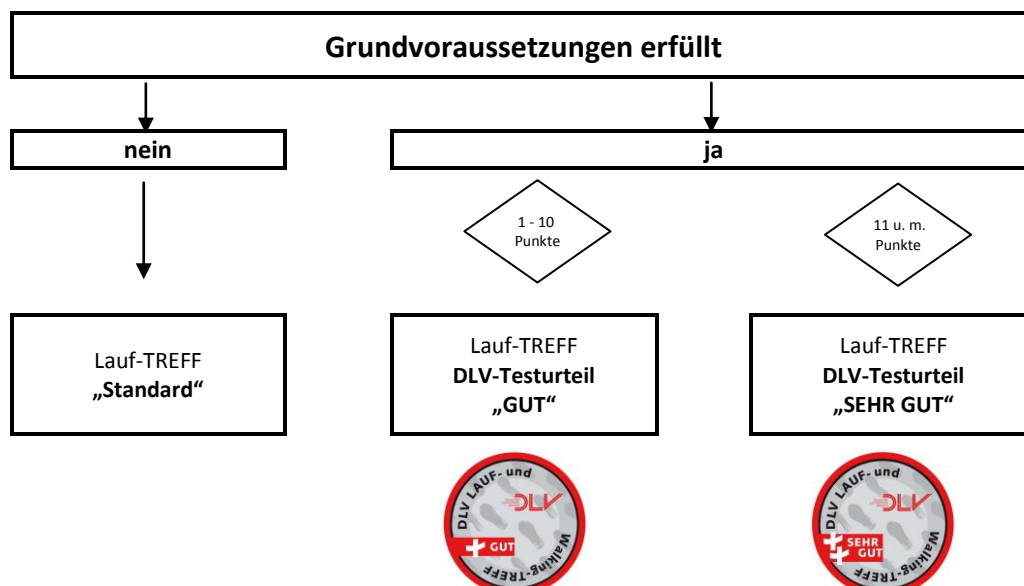 Grundvoraussetzungen erfüllt
nein
ja
1 - 10
Punkte
11 u. m.
Punkte
Lauf-TREFF
„Standard“
Lauf-TREFF
DLV-Testurteil
„GUT“
Lauf-TREFF
DLV-Testurteil
„SEHR GUT“
DLV LAUF- und
DLV
GUT
Walking-TREFF
DLV LAUF- und
DLV
SEHR
GUT
Walking-TREFF